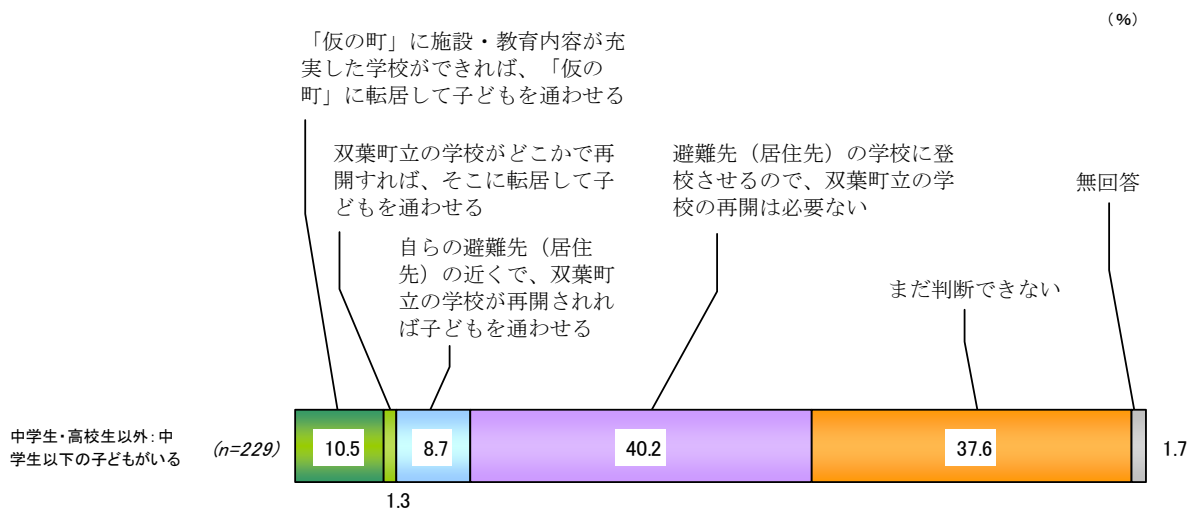 （％）
「仮の町」に施設・教育内容が充
実した学校ができれば、「仮の
町」に転居して子どもを通わせる
双葉町立の学校がどこかで再
開すれば、そこに転居して子
どもを通わせる
自らの避難先（居住
先）の近くで、双葉町
立の学校が再開されれ
ば子どもを通わせる
避難先（居住先）の学校に登
校させるので、双葉町立の学
校の再開は必要ない
まだ判断できない
無回答
中学生・高校生以外：中
学生以下の子どもがいる
(n=229)
10.5
1.3
8.7
40.2
37.6
1.7